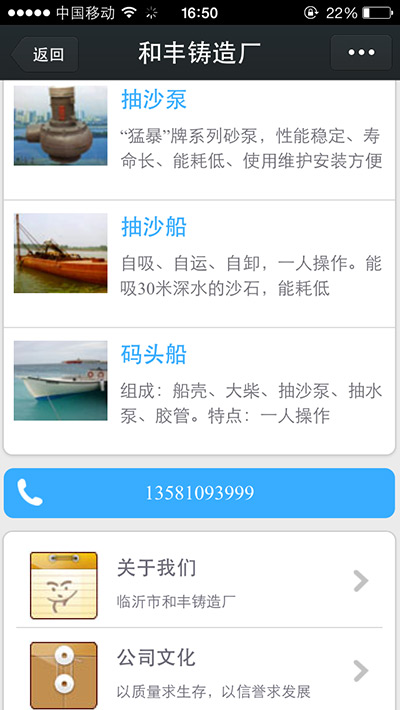 中国移动 16:50 22%
返回 和丰铸造厂
抽沙泵
“猛暴”牌系列砂泵，性能稳定、寿
命长、能耗低、使用维护安装方便
抽沙船
自吸、自运、自卸，一人操作。能
吸30米深水的沙石，能耗低
码头船
组成：船壳、大柴、抽沙泵、抽水
泵、胶管。特点：一人操作
13581093999
关于我们
临沂市和丰铸造厂
公司文化
以质量求生存，以信誉求发展